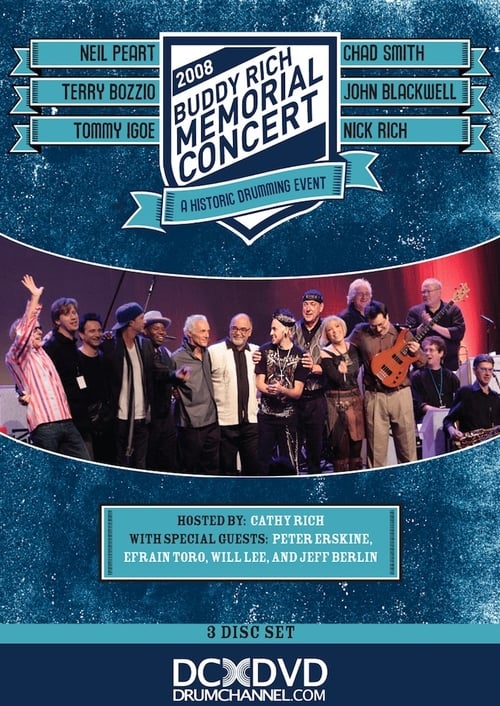 NEIL PEART
TERRY BOZZIO
TOMMY IGOE
2008
BUDDY RICH
MEMORIAL
CONCERT
A HISTORIC DRUMMING EVENT
CHAD SMITH
JOHN BLACKWELL
NICK RICH
HOSTED BY: CATHY RICH
WITH SPECIAL GUESTS: PETER ERSKINE,
EFRAIN TORO, WILL LEE, AND JEFF BERLIN
3 DISC SET
DCXDVD
DRUMCHANNEL.COM